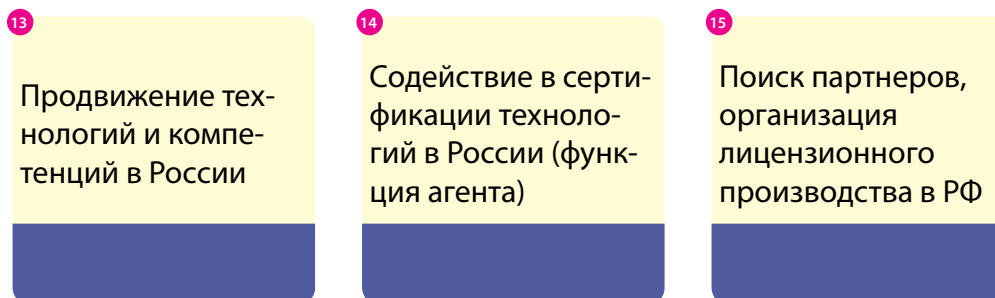 13
Продвижение тех-
нологий и компе-
тенций в России
14
Содействие в серти-
фикации техноло-
гий в России (функ-
ция агента)
15
Поиск партнеров,
организация
лицензионного
производства в РФ